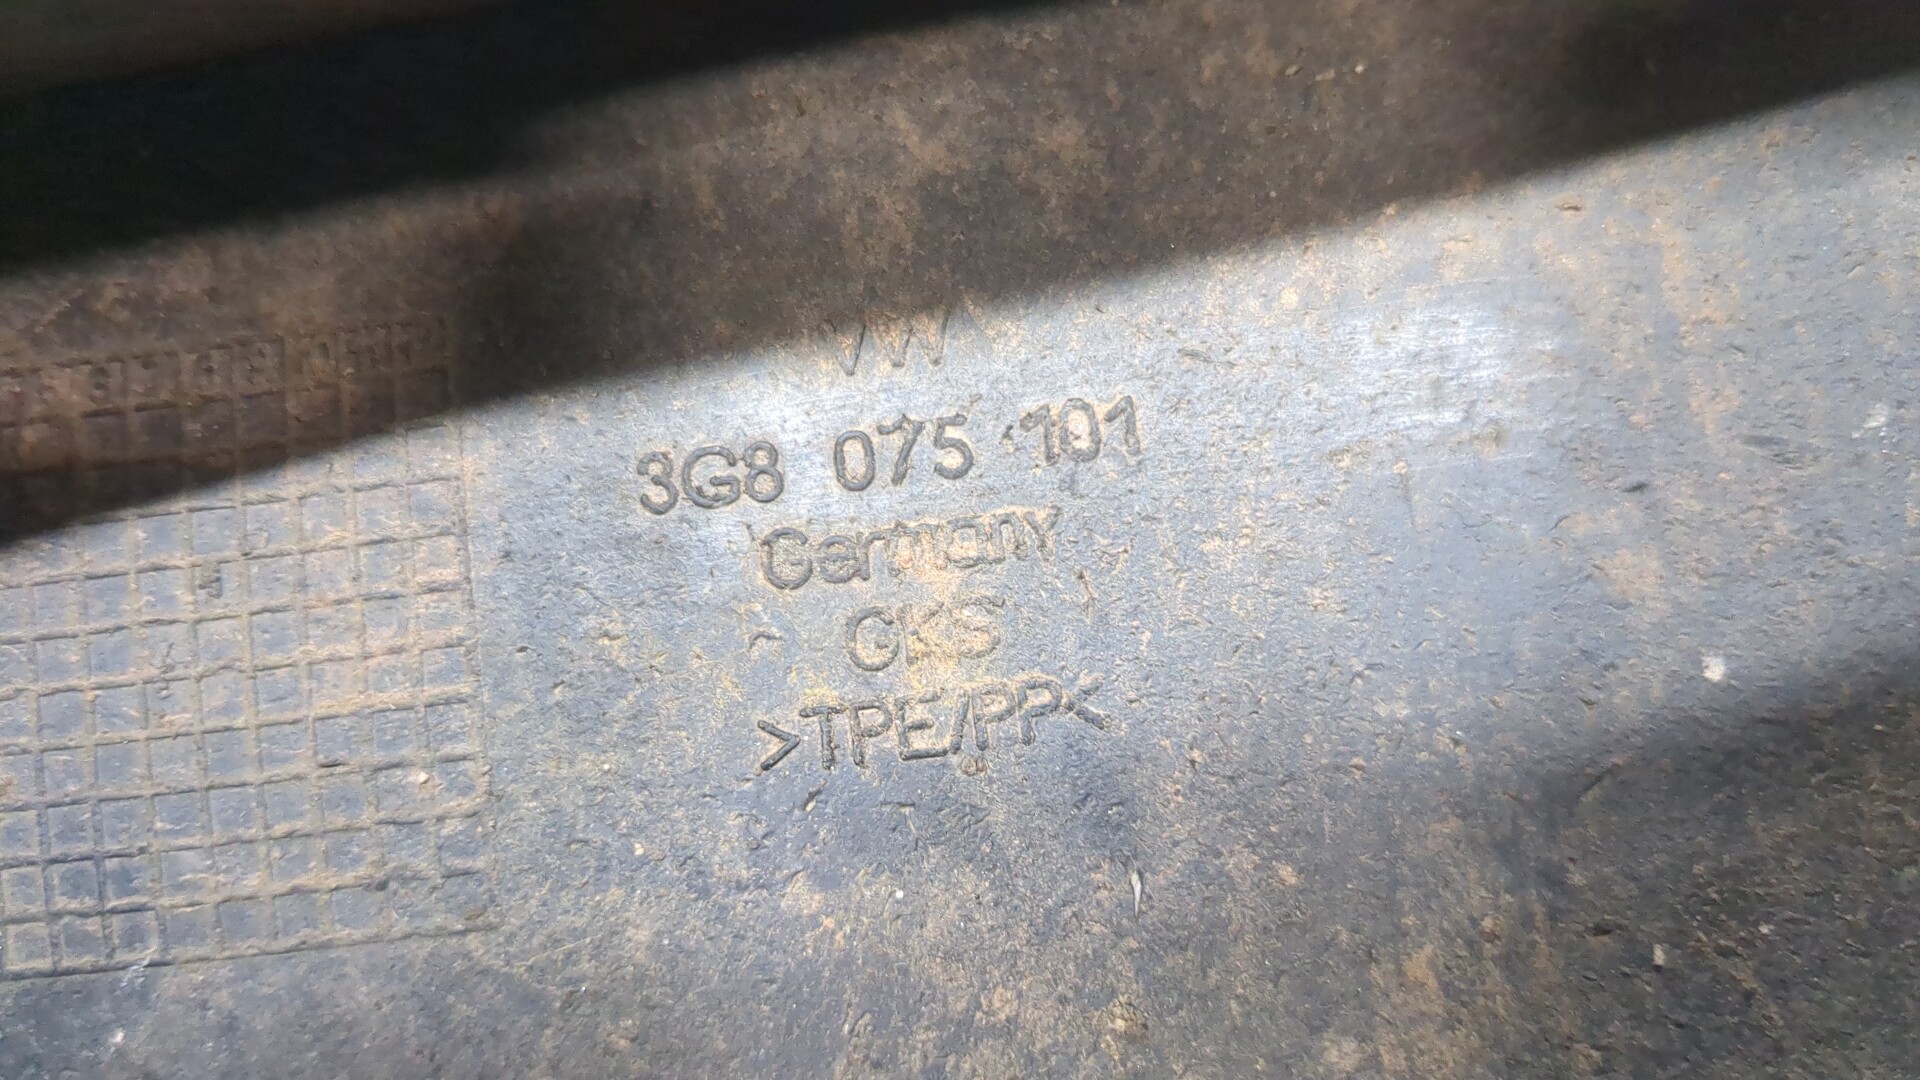 VW
3G8 075 101
Germany
GKS
>TPE/PP<